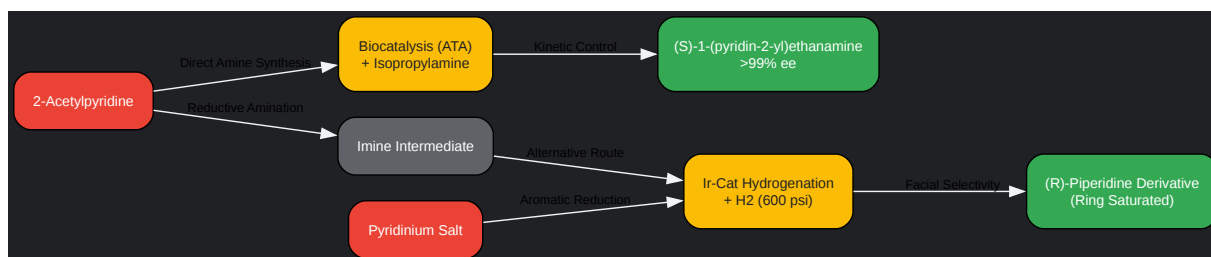 2-Acetylpyridine
Direct Amine Synthesis
Reductive Amination
Biocatalysis (ATA)
+ Isopropylamine
Kinetic Control
(S)-1-(pyridin-2-yl)ethanamine
>99% ee
Imine Intermediate
Alternative Route
Pyridinium Salt
Aromatic Reduction
Ir-Cat Hydrogenation
+ H2 (600 psi)
Facial Selectivity
(R)-Piperidine Derivative
(Ring Saturated)